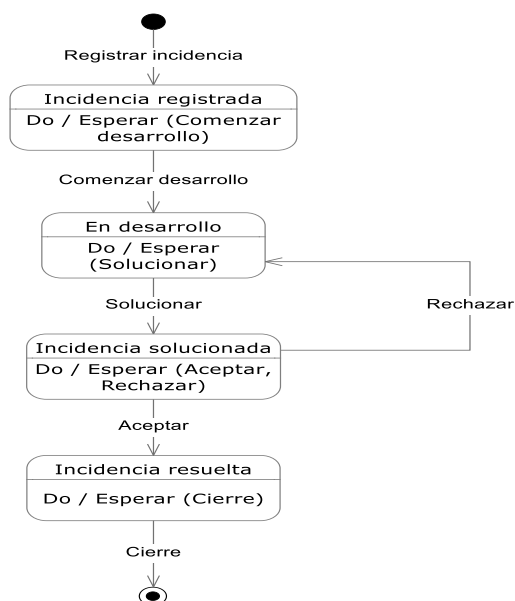 Registrar incidencia
Incidencia registrada
Do / Esperar (Comenzar
desarrollo)
Comenzar desarrollo
En desarrollo
Do / Esperar
(Solucionar)
Solucionar
Rechazar
Incidencia solucionada
Do / Esperar (Aceptar,
Rechazar)
Aceptar
Incidencia resuelta
Do / Esperar (Cierre)
Cierre